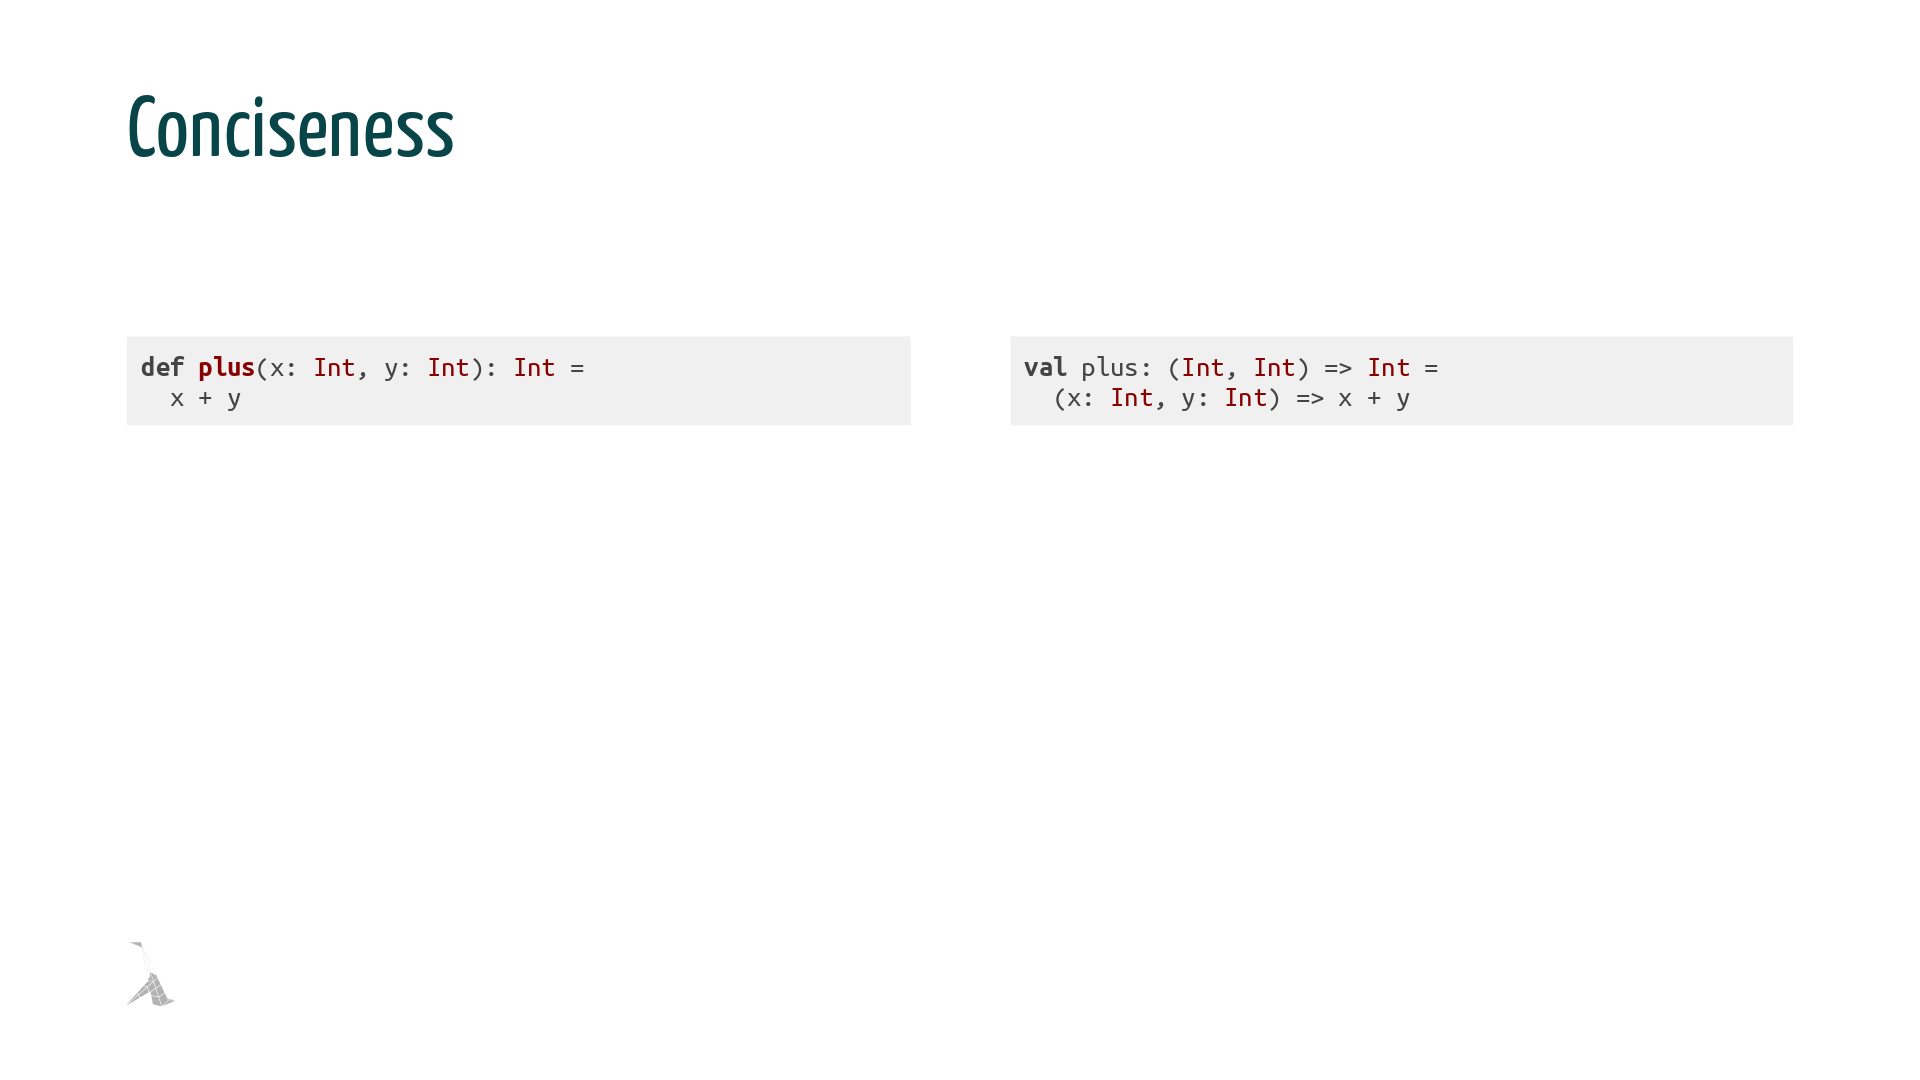 Conciseness
def plus(x: Int, y: Int): Int =
  x + y
val plus: (Int, Int) => Int =
  (x: Int, y: Int) => x + y